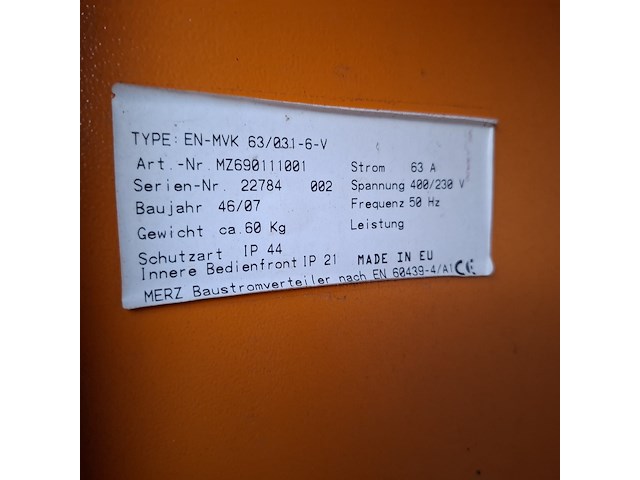 TYPE: EN-MVK 63/031-6-V
Art.-Nr. MZ690111001
Serien-Nr. 22784 002
Baujahr 46/07
Gewicht ca.60 Kg
Strom 63 A
Spannung 400/230 V
Frequenz 50 Hz
Leistung
Schutzart IP 44
Innere Bedienfront IP 21 MADE IN EU
MERZ Baustromverteiler nach EN 60439-4/A1 CE